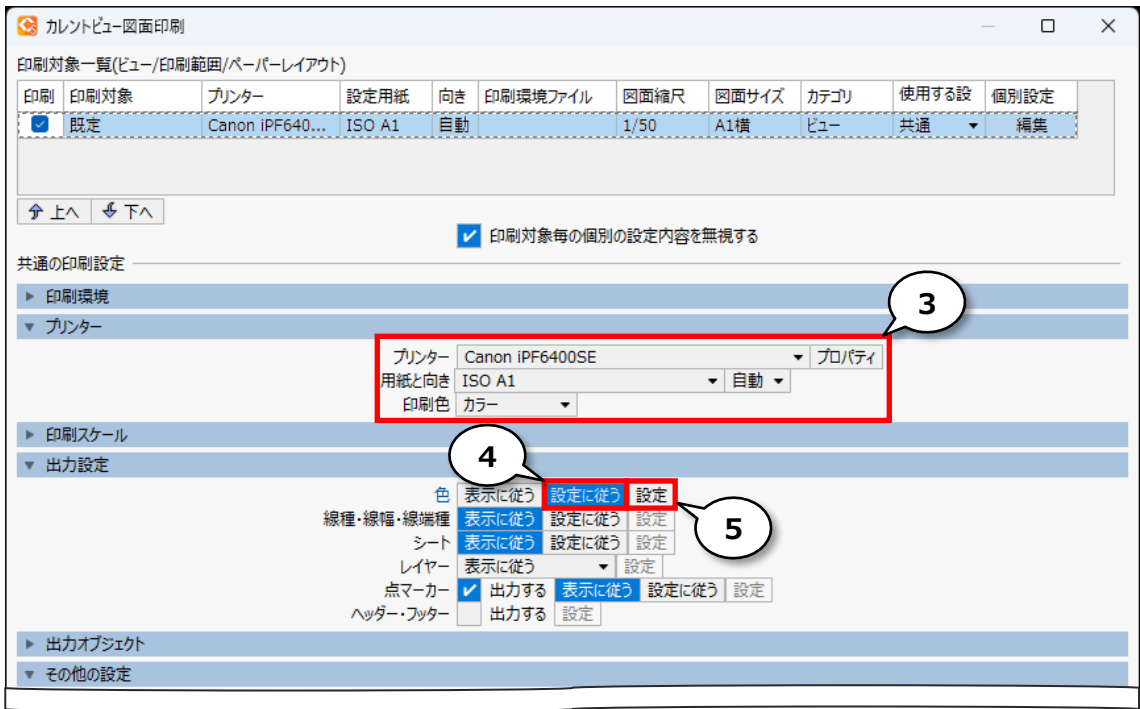 カレントビュー図面印刷
印刷対象一覧(ビュー/印刷範囲/ペーパーレイアウト)
印刷 印刷対象 プリンター 設定用紙 向き 印刷環境ファイル 図面縮尺 図面サイズ カテゴリ 使用する設 個別設定
既定 Canon iPF640... ISO A1 自動 1/50 A1横 ビュー 共通 編集
上へ 下へ
印刷対象毎の個別の設定内容を無視する
共通の印刷設定
印刷環境
3
プリンター
プリンター Canon iPF6400SE プロパティ
用紙と向き ISO A1 自動
印刷色 カラー
印刷スケール
4
出力設定
色 表示に従う 設定に従う 設定
線種・線幅・線端種 表示に従う 設定に従う 設定
5
シート 表示に従う 設定に従う 設定
レイヤー 表示に従う 設定
点マーカー 出力する 表示に従う 設定に従う 設定
ヘッダー・フッター 出力する 設定
出力オブジェクト
その他の設定